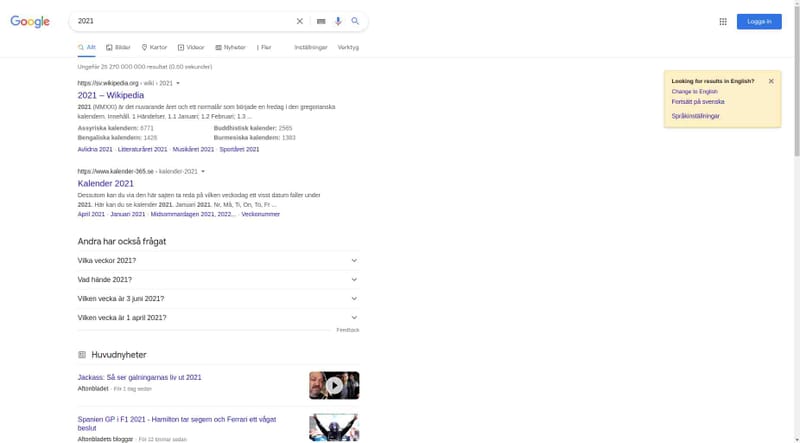 Google
2021
Logga in
Allt
Bilder
Kartor
Videor
Nyheter
Fler
Inställningar
Verktyg
Ungefär 25 270 000 000 resultat (0,60 sekunder)
Looking for results in English?
Change to English
Fortsätt på svenska
Språkinställningar
https://sv.wikipedia.org › wiki › 2021
2021 – Wikipedia
2021 (MMXXI) är det nuvarande året och ett normalår som började en fredag i den gregorianska
kalendern. Innehåll. 1 Händelser. 1.1 Januari; 1.2 Februari; 1.3 ...
Assyriska kalendern: 6771
Buddhistisk kalender: 2565
Bengaliska kalendern: 1428
Burmesiska kalendern: 1383
Avlidna 2021 · Litteraturåret 2021 · Musikåret 2021 · Sportåret 2021
https://www.kalender-365.se › kalender-2021
Kalender 2021
Dessutom kan du via den här sajten ta reda på vilken veckodag ett visst datum faller under
2021. Här kan du se kalender 2021. Januari 2021. Nr, Må, Ti, On, To, Fr ...
April 2021 · Januari 2021 · Midsommardagen 2021, 2022... · Veckonummer
Andra har också frågat
Vilka veckor 2021?
Vad hände 2021?
Vilken vecka är 3 juni 2021?
Vilken vecka är 1 april 2021?
Feedback
Huvudnyheter
Jackass: Så ser galningarnas liv ut 2021
Aftonbladet · För 1 dag sedan
Spanien GP i F1 2021 - Hamilton tar segern och Ferrari ett vågat
beslut
Aftonbladets bloggar · För 22 timmar sedan